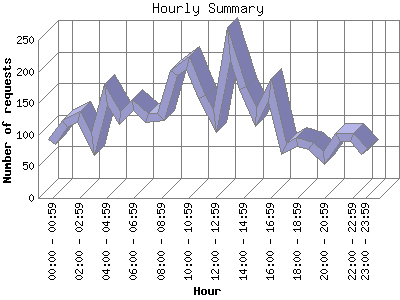 Hourly Summary
Number of requests
250
200
150
100
50
0
00:00 - 00:59
02:00 - 02:59
04:00 - 04:59
06:00 - 06:59
08:00 - 08:59
10:00 - 10:59
12:00 - 12:59
14:00 - 14:59
16:00 - 16:59
18:00 - 18:59
20:00 - 20:59
22:00 - 22:59
23:00 - 23:59
Hour